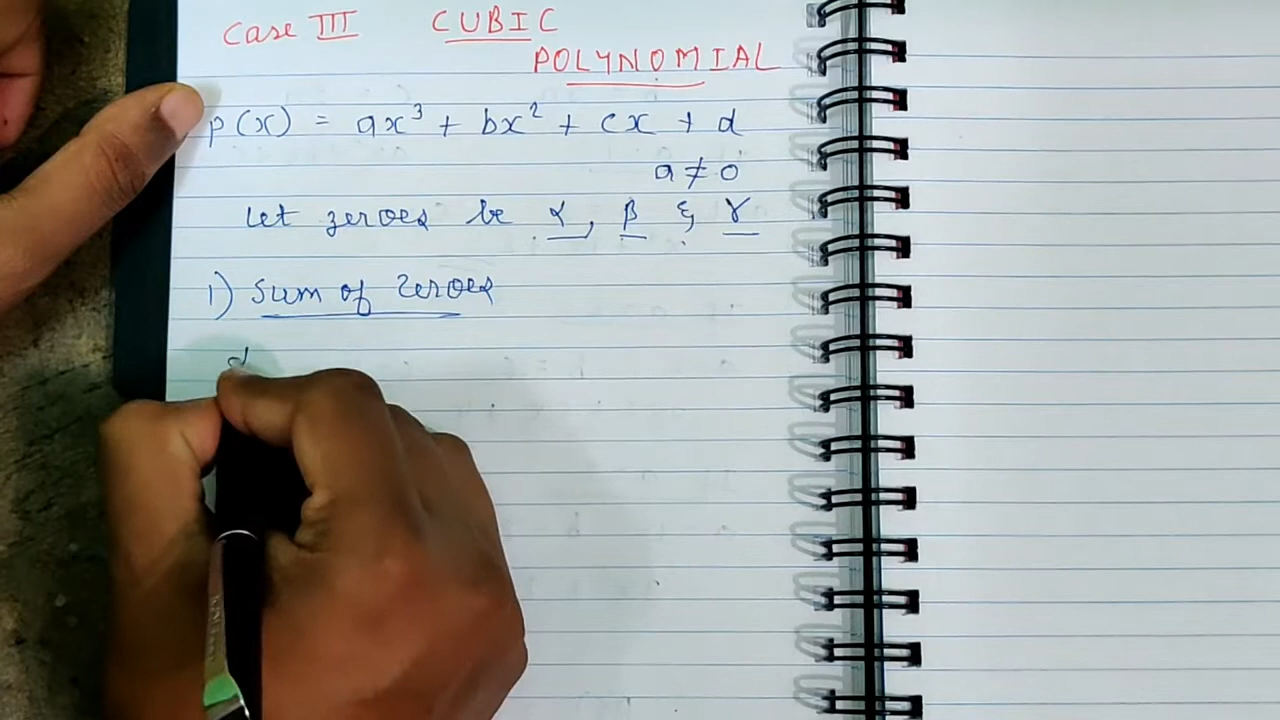 Case III CUBIC
POLYNOMIAL
p(x) = ax³ + bx² + cx + d
a ≠ 0
Let zeroes be α, β & γ
1) Sum of zeroes
α